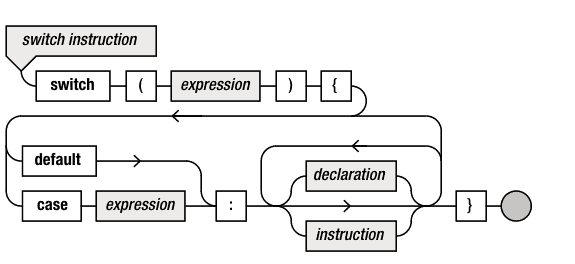 switch instruction
switch ( expression ) {
default
declaration
case expression : }
instruction